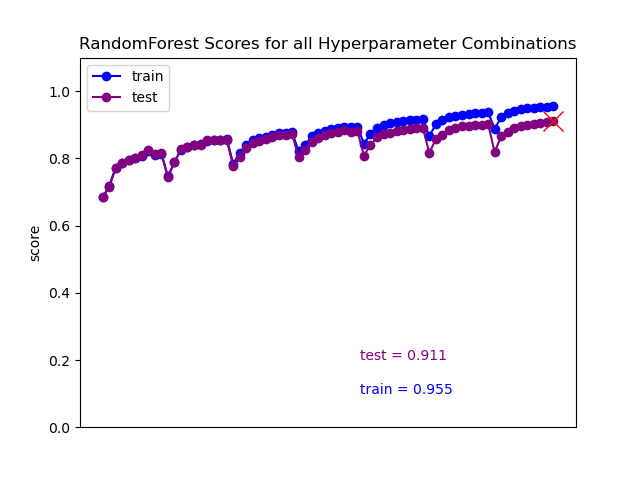 RandomForest Scores for all Hyperparameter Combinations
train
test
1.0
0.8
0.6
0.4
0.2
0.0
score
test = 0.911
train = 0.955